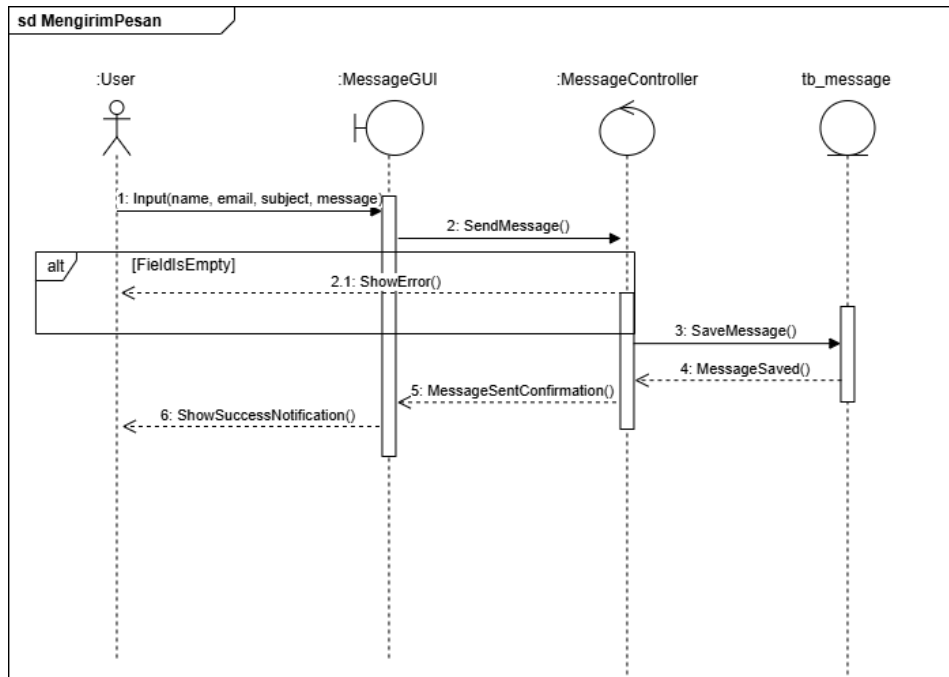 sd MengirimPesan
:User
:MessageGUI
:MessageController
tb_message
1: Input(name, email, subject, message)
2: SendMessage()
alt
[FieldIsEmpty]
2.1: ShowError()
3: SaveMessage()
4: MessageSaved()
5: MessageSentConfirmation()
6: ShowSuccessNotification()